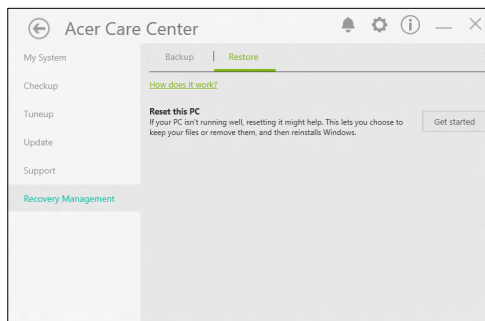 Acer Care Center
My System
Checkup
Tuneup
Update
Support
Recovery Management
Backup
Restore
How does it work?
Reset this PC
If your PC isn't running well, resetting it might help. This lets you choose to
keep your files or remove them, and then reinstalls Windows.
Get started